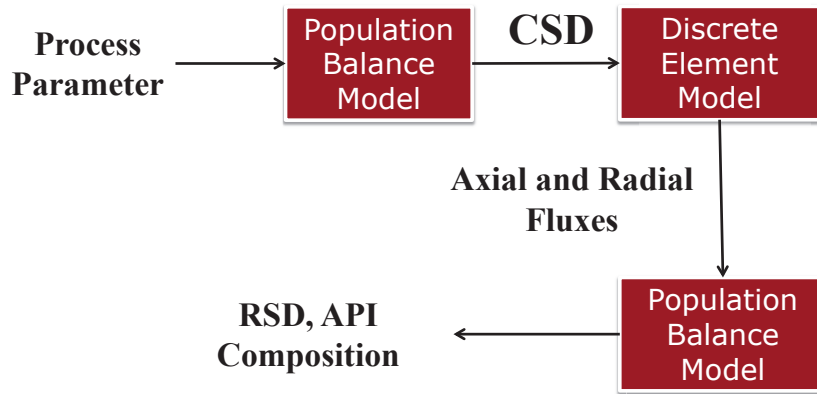 Process
Parameter
Population
Balance
Model
CSD
Discrete
Element
Model
Axial and Radial
Fluxes
Population
Balance
Model
RSD, API
Composition